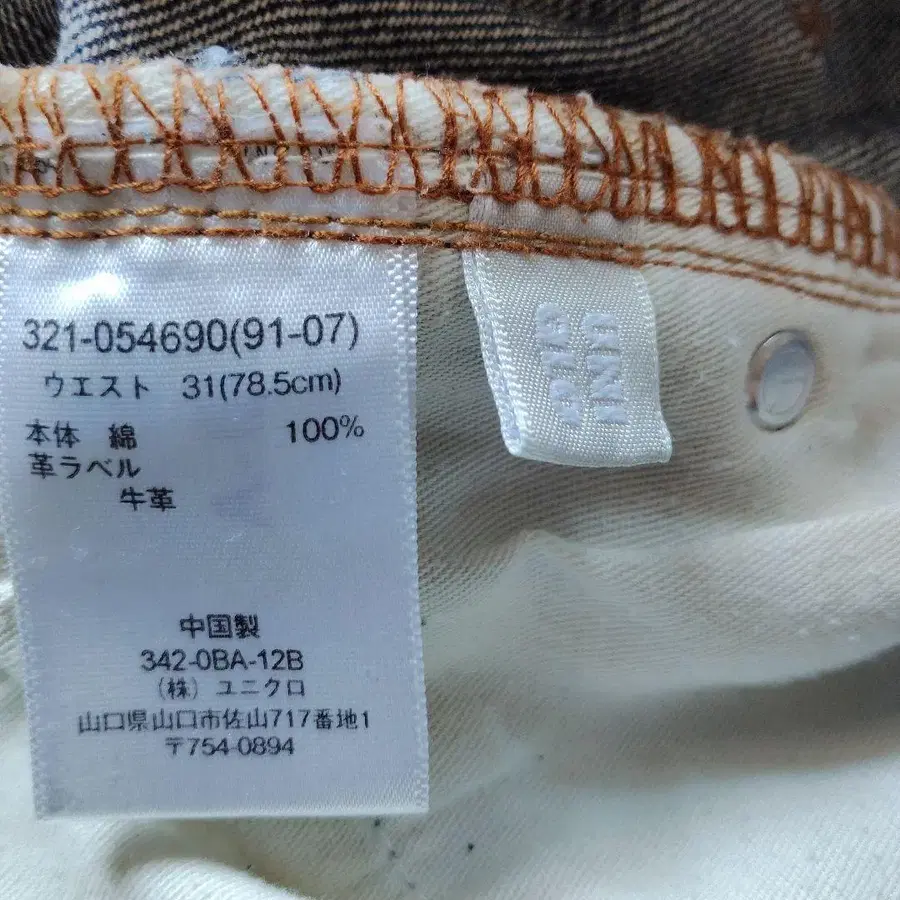 321-054690(91-07)
ウエスト 31(78.5cm)
本体 綿 100%
革ラベル
牛革
中国製
342-0BA-12B
(株) ユニクロ
山口県山口市佐山717番地1
〒754-0894